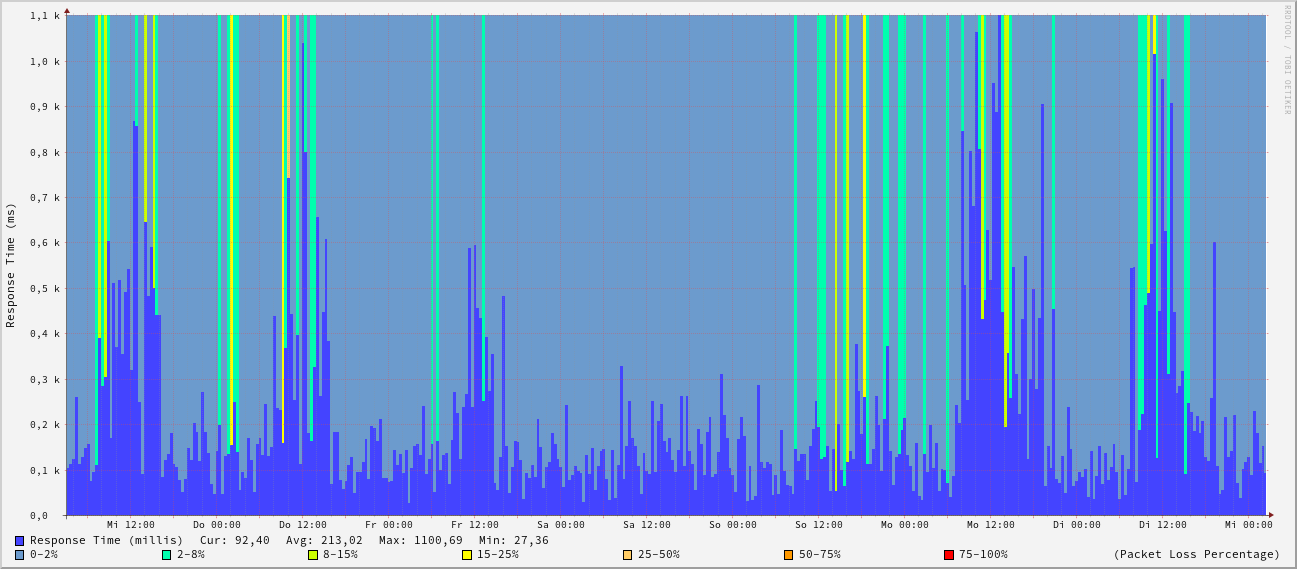 1,1 k
1,0 k
0,9 k
0,8 k
0,7 k
0,6 k
0,5 k
0,4 k
0,3 k
0,2 k
0,1 k
0,0
Response Time (ms)
RRDTOOL / TOBI OETIKER
Mi 12:00 Do 00:00 Do 12:00 Fr 00:00 Fr 12:00 Sa 00:00 Sa 12:00 So 00:00 So 12:00 Mo 00:00 Mo 12:00 Di 00:00 Di 12:00 Mi 00:00
Response Time (millis) Cur: 92,40 Avg: 213,02 Max: 1100,69 Min: 27,36
0-2% 2-8% 8-15% 15-25% 25-50% 50-75% 75-100% (Packet Loss Percentage)